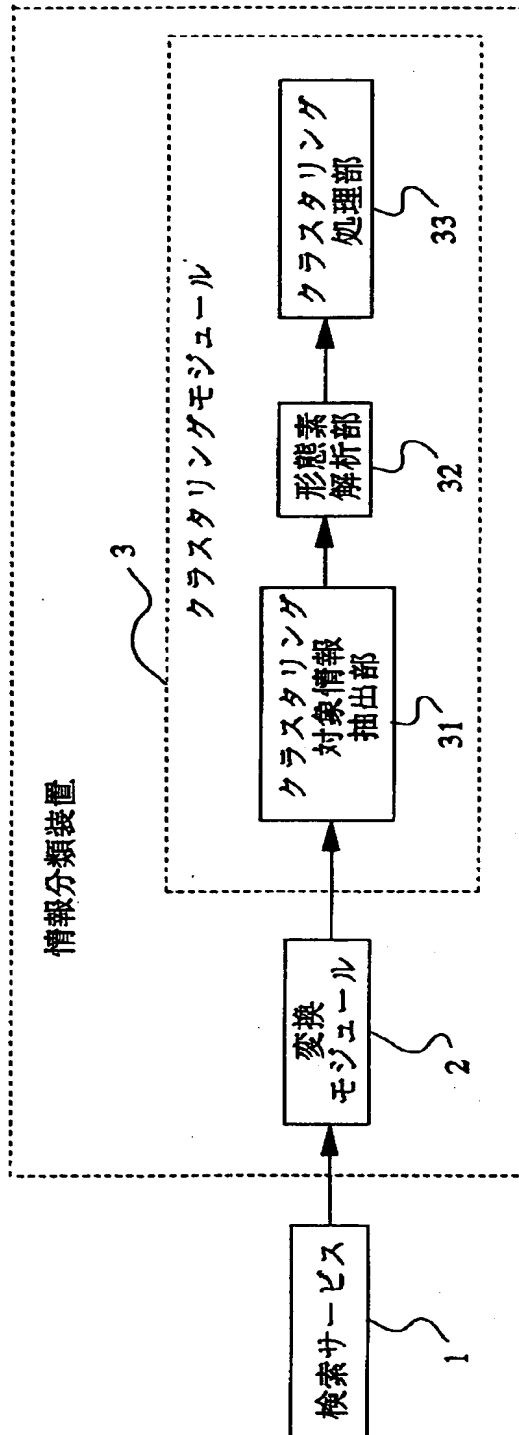 情報分類装置
3
クラスタリングモジュール
検索サービス
1
変換
モジュール
2
クラスタリング
対象情報
抽出部
31
形態素
解析部
32
クラスタリング
処理部
33